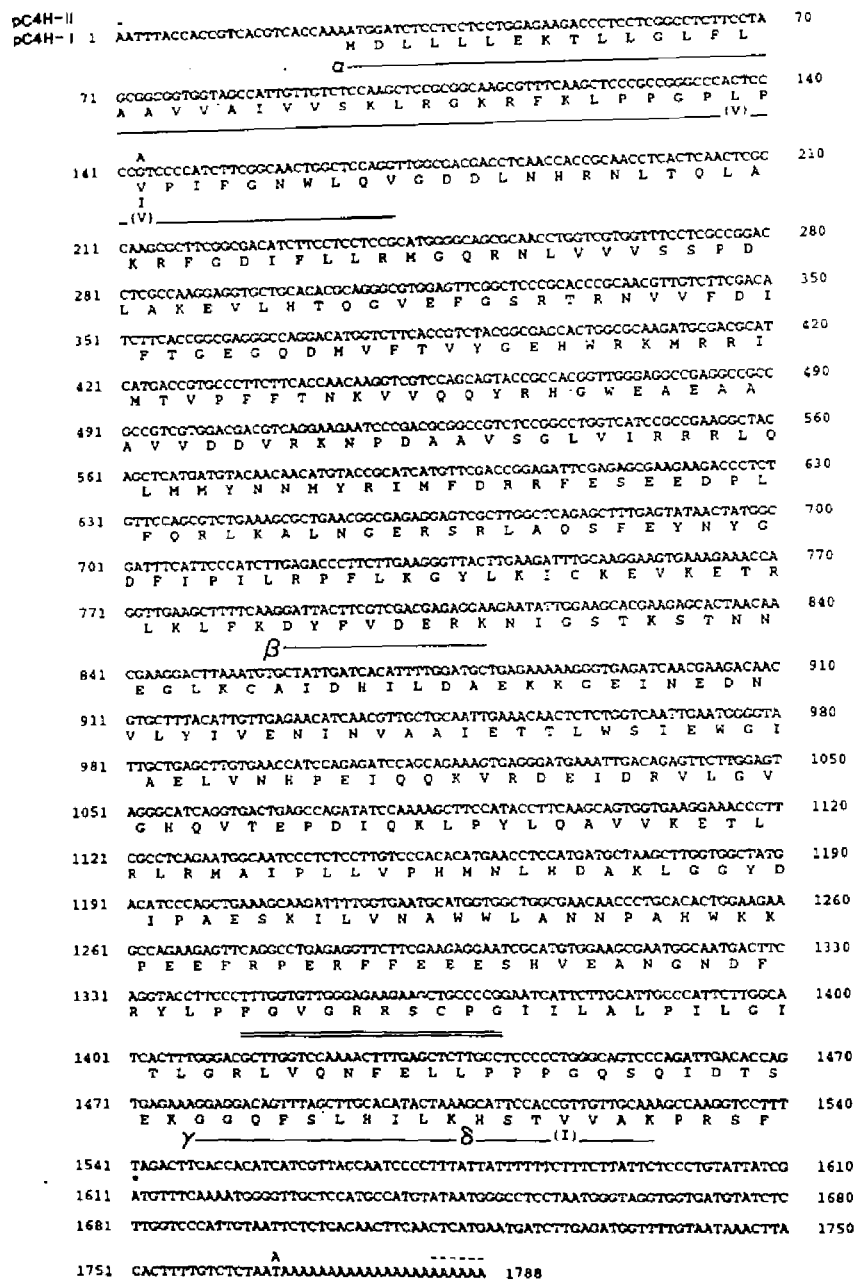 pC4H-II
pC4H-I 1 AATTTACCACCGTCACGTCACCAAAATGGATCTCCTCCTCCTGGAGAAGACCCTCCTCGGCCTCTTCCTA 70
M D L L L L E K T L L G L F L
α
71 GCGGCGGTGGTAGCCATTGTTGTCTCCAAGCTCCGCGGCAAGCGTTTCAAGCTCCCGCCGGGCCCACTCC 140
A A V V A I V V S K L R G K R F K L P P G P L P
(V)
A
141 CCGTCCCCATCTTCGGCAACTGGCTCCAGGTTGGCGACGACCTCAACCACCGCAACCTCACTCAACTCGC 210
V P I F G N W L Q V G D D L N H R N L T Q L A
I
(V)
211 CAAGCGCTTCGGCGACATCTTCCTCCTCCGCATGGGGCAGCGCAACCTGGTCGTGGTTTCCTCGCCGGAC 280
K R F G D I F L L R M G Q R N L V V V S S P D
281 CTCGCCAAGGAGGTGCTGCACACGCAGGGCGTGGAGTTCGGCTCCCGCACCCGCAACGTTGTCTTCGACA 350
L A K E V L H T Q G V E F G S R T R N V V F D I
351 TCTTCACCGGCGAGGGCCAGGACATGGTCTTCACCGTCTACGGCGAGCACTGGCGCAAGATGCGACGCAT 420
F T G E G Q D M V F T V Y G E H W R K M R R I
421 CATGACCGTGCCCTTCTTCACCAACAAGGTCGTCCAGCAGTACCGCCACGGTTGGGAGGCCGAGGCCGCC 490
M T V P F F T N K V V Q Q Y R H G W E A E A A
491 GCCGTCGTGGACGACGTCAGGAAGAATCCCGACGCGGCCGTCTCCGGCCTGGTCATCCGCCGAAGGCTAC 560
A V V D D V R K N P D A A V S G L V I R R R L Q
561 AGCTCATGATGTACAACAACATGTACCGCATCATGTTCGACCGGAGATTCGAGAGCGAAGAAGACCCTCT 630
L M M Y N N M Y R I M F D R R F E S E E D P L
631 GTTCCAGCGTCTGAAAGCGCTGAACGGCGAGAGGAGTCGCTTGGCTCAGAGCTTTGAGTATAACTATGGC 700
F Q R L K A L N G E R S R L A Q S F E Y N Y G
701 GATTTCATTCCCATCTTGAGACCCTTCTTGAAGGGTTACTTGAAGATTTGCAAGGAAGTGAAAGAAACCA 770
D F I P I L R P F L K G Y L K I C K E V K E T R
771 GGTTGAAGCTTTTCAAGGATTACTTCGTCGACGAGAGGAAGAATATTGGAAGCACGAAGAGCACTAACAA 840
L K L F K D Y F V D E R K N I G S T K S T N N
β
841 CGAAGGACTTAAATGTGCTATTGATCACATTTTGGATGCTGAGAAAAAGGGTGAGATCAACGAAGACAAC 910
E G L K C A I D H I L D A E K K G E I N E D N
911 GTGCTTTACATTGTTGAGAACATCAACGTTGCTGCAATTGAAACAACTCTCTGGTCAATTGAATGGGGTA 980
V L Y I V E N I N V A A I E T T L W S I E W G I
981 TTGCTGAGCTTGTGAACCATCCAGAGATCCAGCAGAAAGTGAGGGATGAAATTGACAGAGTTCTTGGAGT 1050
A E L V N H P E I Q Q K V R D E I D R V L G V
1051 AGGGCATCAGGTGACTGAGCCAGATATCCAAAAGCTTCCATACCTTCAAGCAGTGGTGAAGGAAACCCTT 1120
G H Q V T E P D I Q K L P Y L Q A V V K E T L
1121 CGCCTCAGAATGGCAATCCCTCTCCTTGTCCCACACATGAACCTCCATGATGCTAAGCTTGGTGGCTATG 1190
R L R M A I P L L V P H M N L H D A K L G G Y D
1191 ACATCCCAGCTGAAAGCAAGATTTTGGTGAATGCATGGTGGCTGGCGAACAACCCTGCACACTGGAAGAA 1260
I P A E S K I L V N A W W L A N N P A H W K K
1261 GCCAGAAGAGTTCAGGCCTGAGAGGTTCTTCGAAGAGGAATCGCATGTGGAAGCGAATGGCAATGACTTC 1330
P E E F R P E R F F E E E S H V E A N G N D F
1331 AGGTACCTTCCCTTTGGTGTTGGGAGAAGAAGCTGCCCCGGAATCATTCTTGCATTGCCCATTCTTGGCA 1400
R Y L P F G V G R R S C P G I I L A L P I L G I
1401 TCACTTTGGGACGCTTGGTCCAAAACTTTGAGCTCTTGCCTCCCCCTGGGCAGTCCCAGATTGACACCAG 1470
T L G R L V Q N F E L L P P P G Q S Q I D T S
1471 TGAGAAAGGAGGACAGTTTAGCTTGCACATACTAAAGCATTCCACCGTTGTTGCAAAGCCAAGGTCCTTT 1540
E K G G Q F S L H I L K H S T V V A K P R S F
γ δ (I)
1541 TAGACTTCACCACATCATCGTTACCAATCCCCTTTATTATTTTTTCTTTCTTATTCTCCCTGTATTATCG 1610
*
1611 ATGTTTCAAAATGGGGTTGCTCCATGCCATGTATAATGGGCCTCCTAATGGGTAGGTGGTGATGTATCTC 1680
1681 TTGGTCCCATTGTAATTCTCTCACAACTTCAACTCATGAATGATCTTGAGATGGTTTTGTAATAAACTTA 1750
A ------
1751 CACTTTTGTCTCTAATAAAAAAAAAAAAAAAAAAAAAA 1788